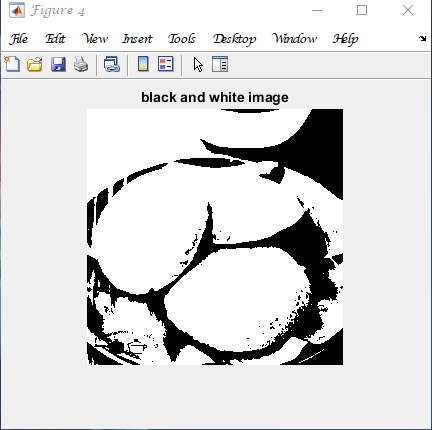 Figure 4
File Edit View Insert Tools Desktop Window Help
black and white image